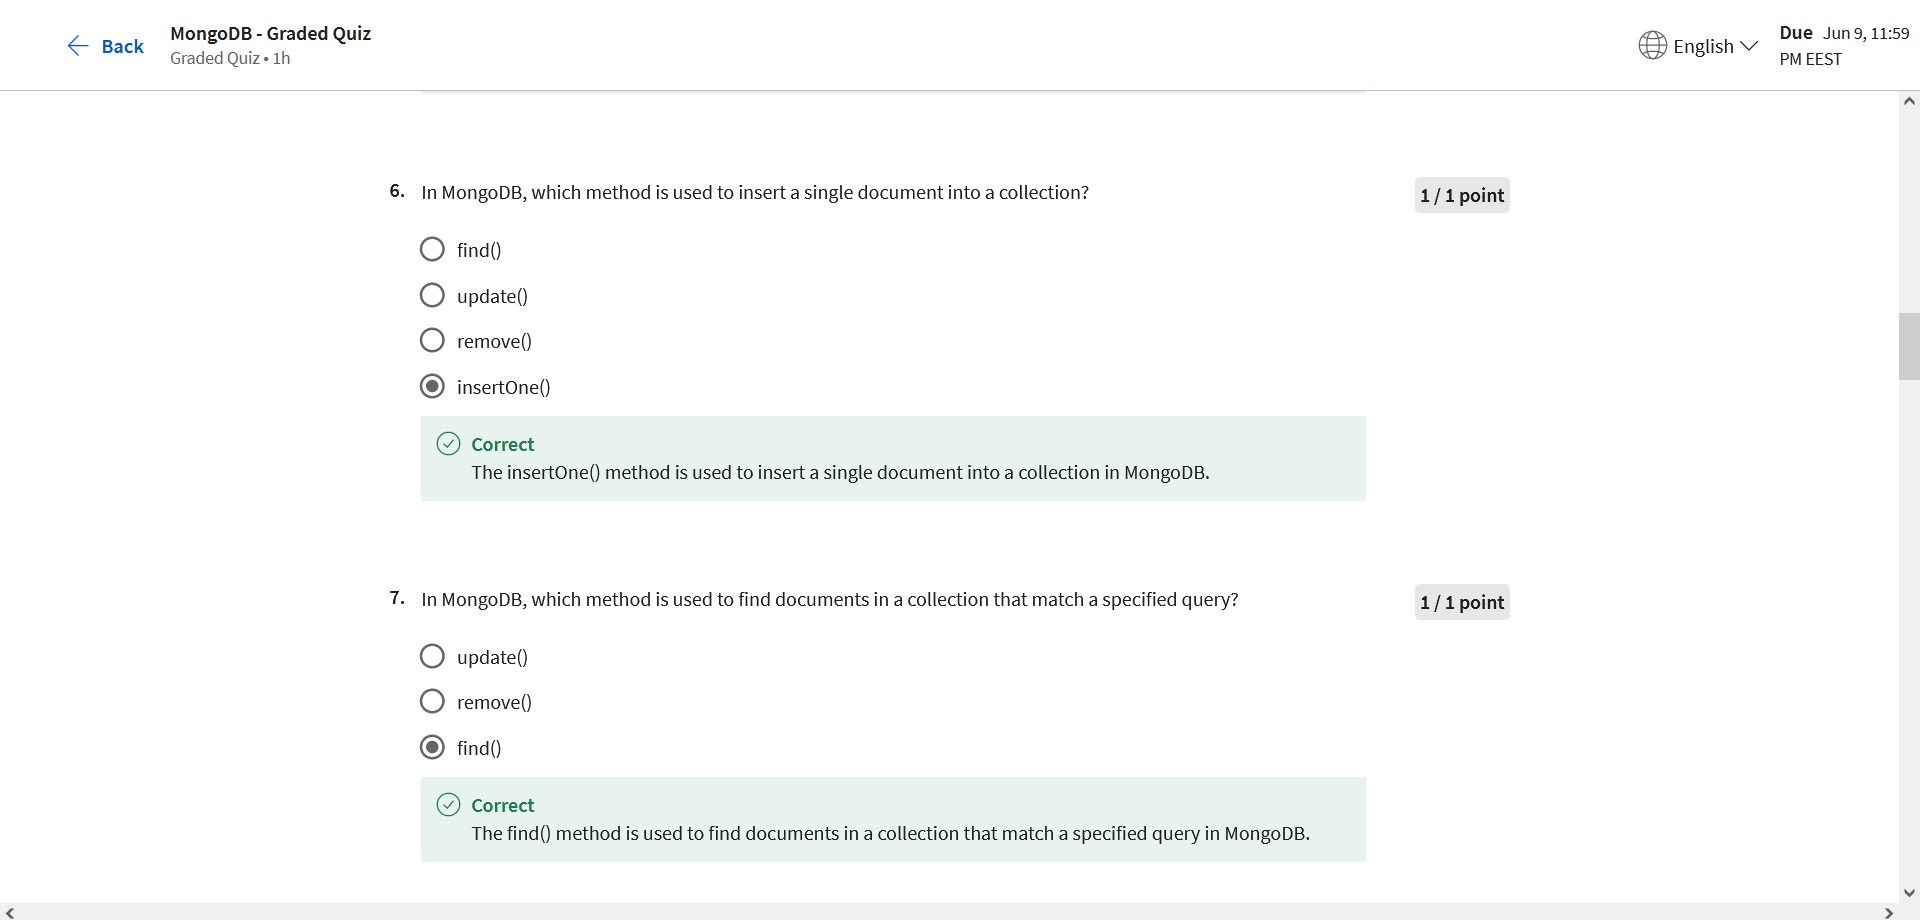 Back
MongoDB - Graded Quiz
Graded Quiz • 1h
English
Due Jun 9, 11:59
PM EEST
6. In MongoDB, which method is used to insert a single document into a collection?
1 / 1 point
find()
update()
remove()
insertOne()
Correct
The insertOne() method is used to insert a single document into a collection in MongoDB.
7. In MongoDB, which method is used to find documents in a collection that match a specified query?
1 / 1 point
update()
remove()
find()
Correct
The find() method is used to find documents in a collection that match a specified query in MongoDB.